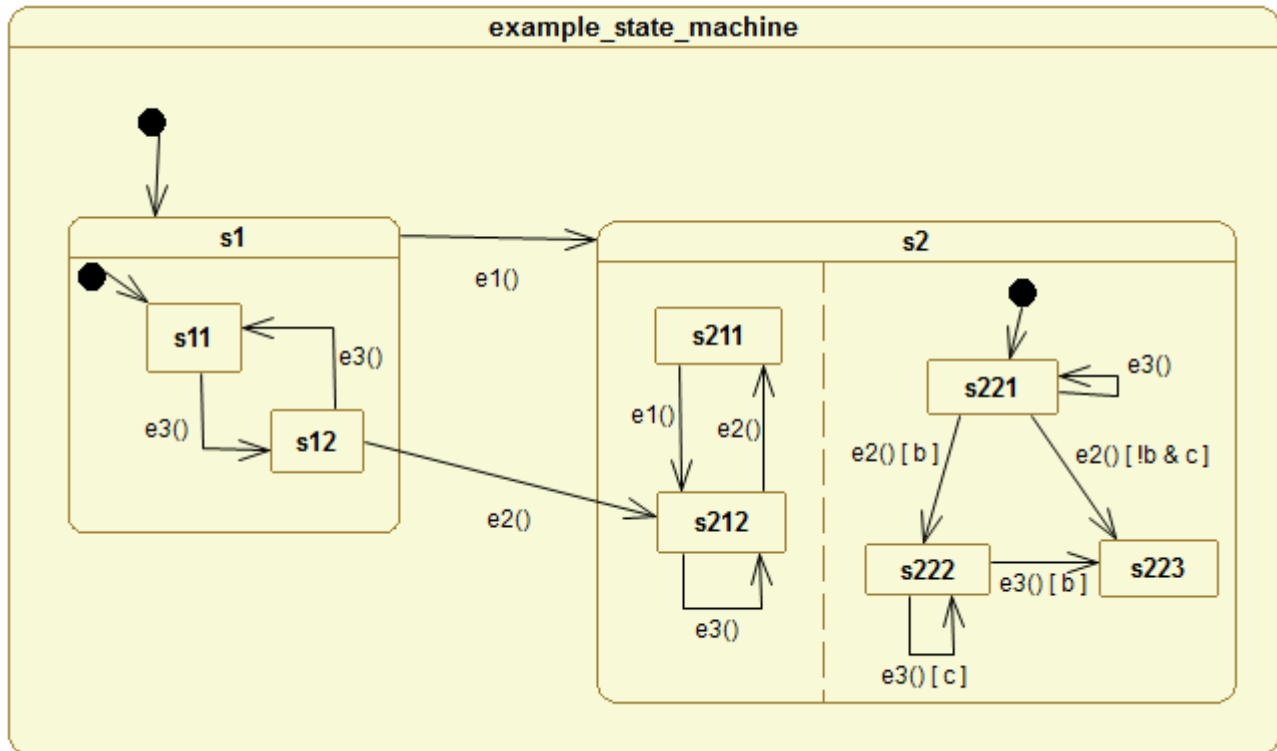 example_state_machine
s1
s2
e1()
s11
s211
e3()
e3()
s221
e3()
e1()
e2()
s12
e2() [ b ]
e2() [ !b & c ]
e2()
s212
s222
s223
e3() [ b ]
e3()
e3() [ c ]